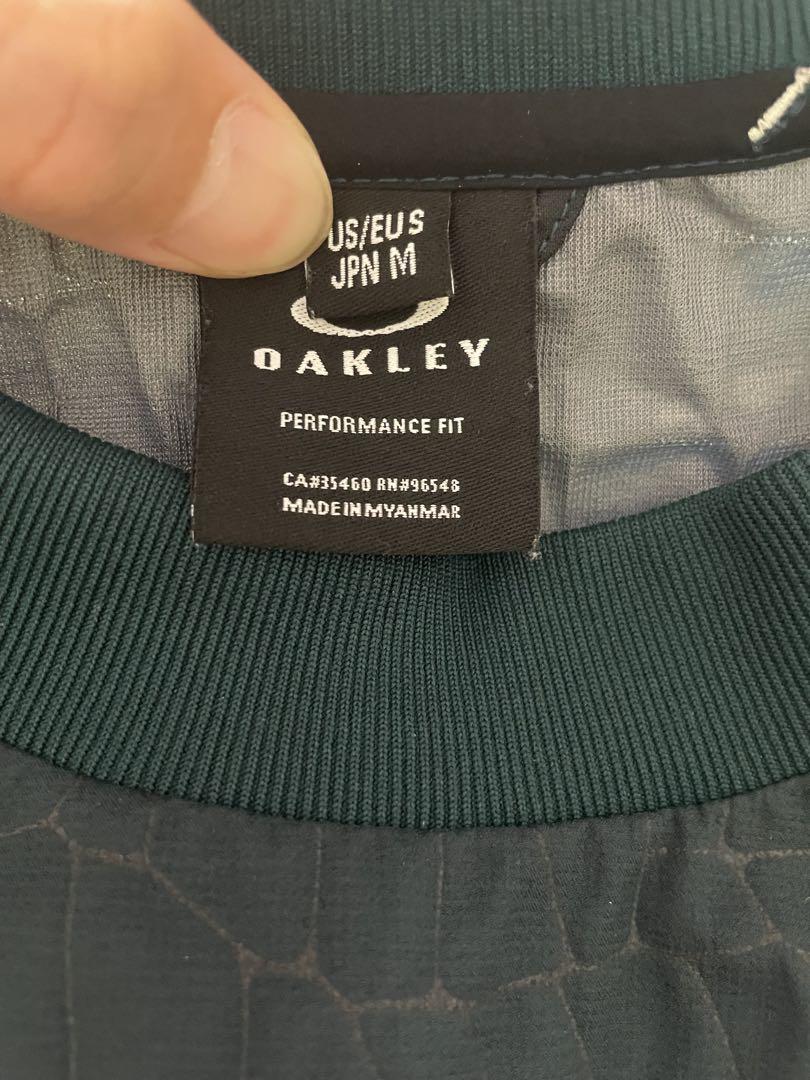 US/EU S
JPN M
OAKLEY
PERFORMANCE FIT
CA#35460 RN#96548
MADE IN MYANMAR